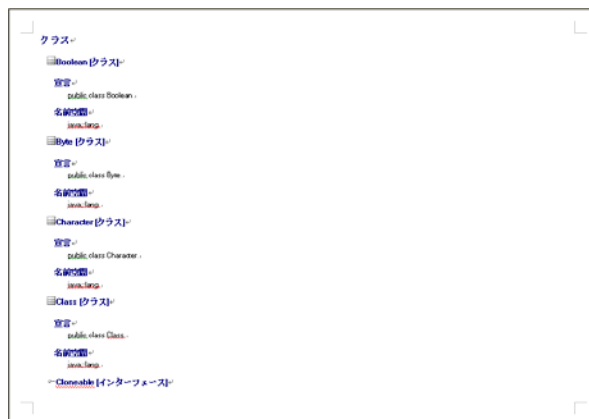 クラス
Boolean [クラス]
宣言
public class Boolean
名前空間
java.lang
Byte [クラス]
宣言
public class Byte
名前空間
java.lang
Character [クラス]
宣言
public class Character
名前空間
java.lang
Class [クラス]
宣言
public class Class
名前空間
java.lang
Cloneable [インターフェース]